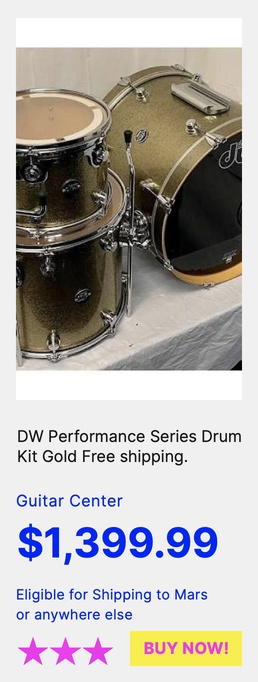 dw
DW Performance Series Drum
Kit Gold Free shipping.
Guitar Center
$1,399.99
Eligible for Shipping to Mars
or anywhere else
BUY NOW!